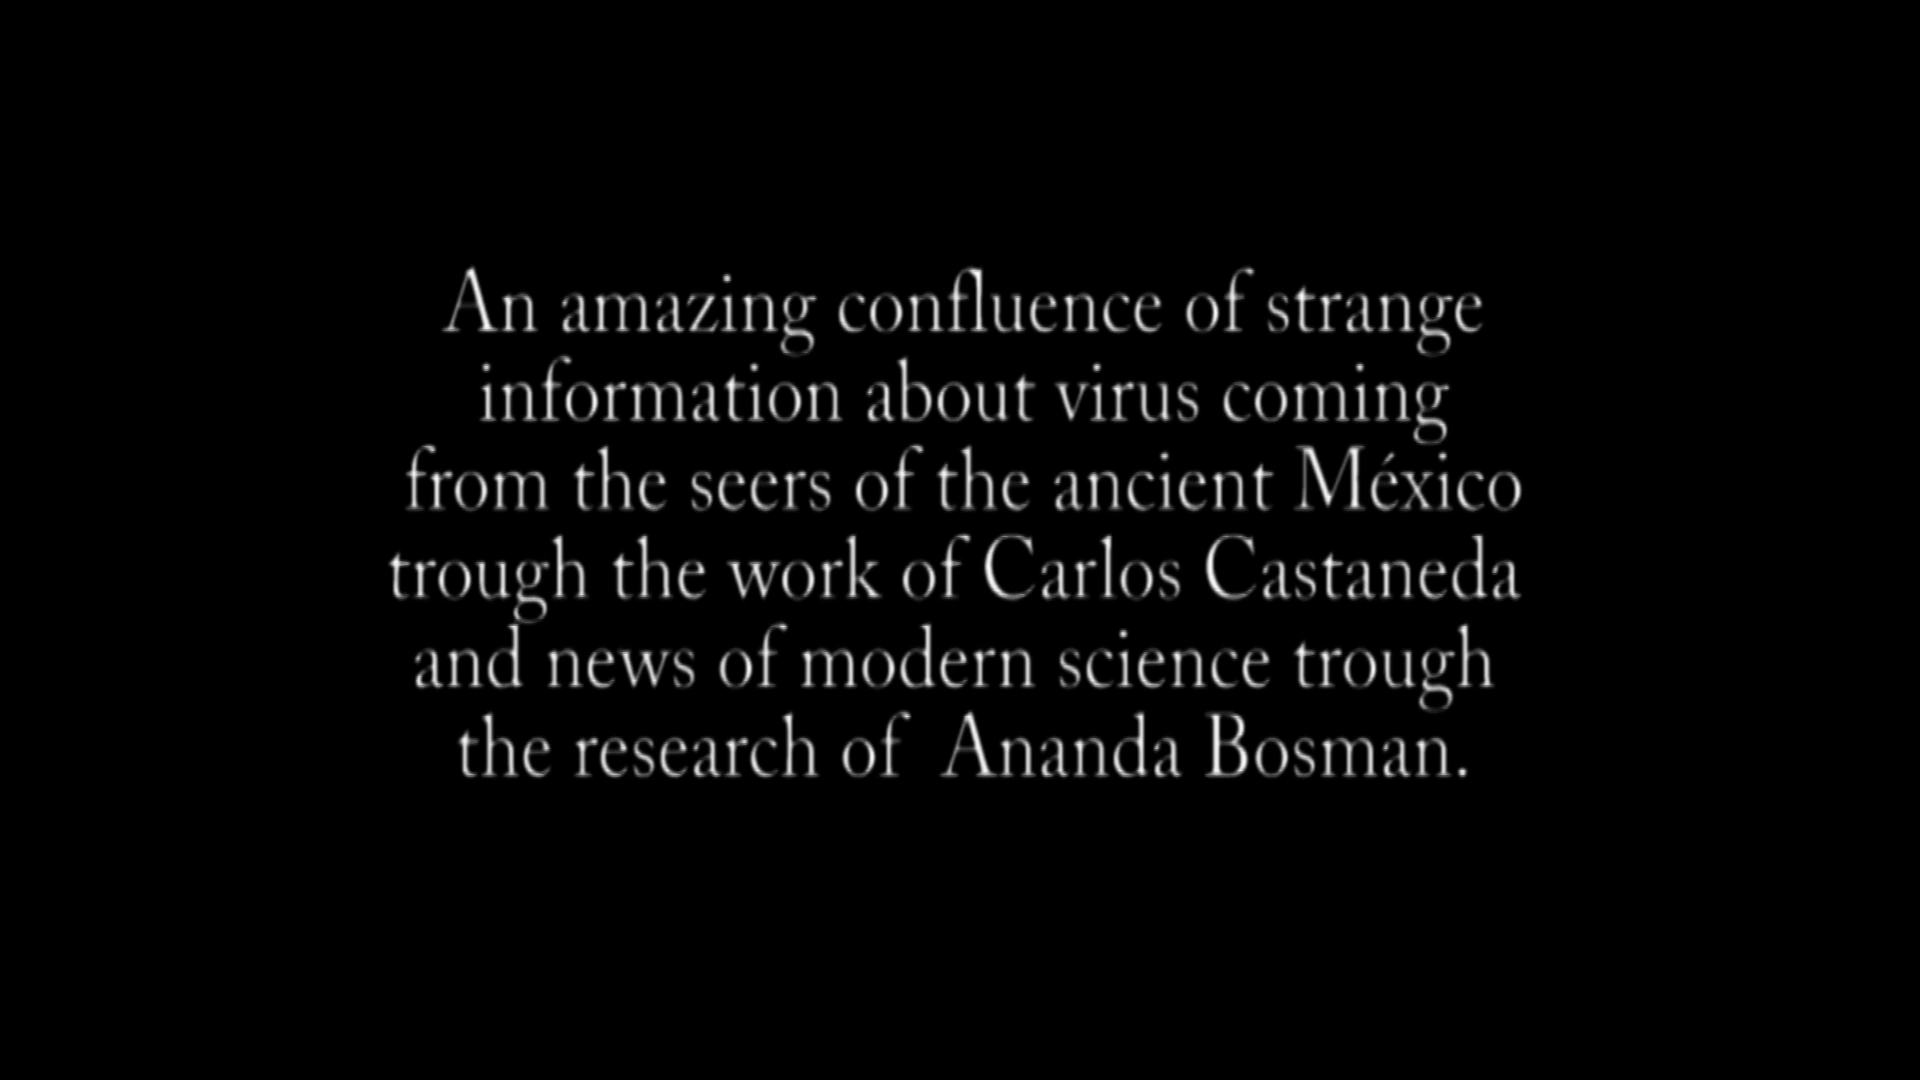 An amazing confluence of strange
information about virus coming
from the seers of the ancient México
trough the work of Carlos Castaneda
and news of modern science trough
the research of  Ananda Bosman.